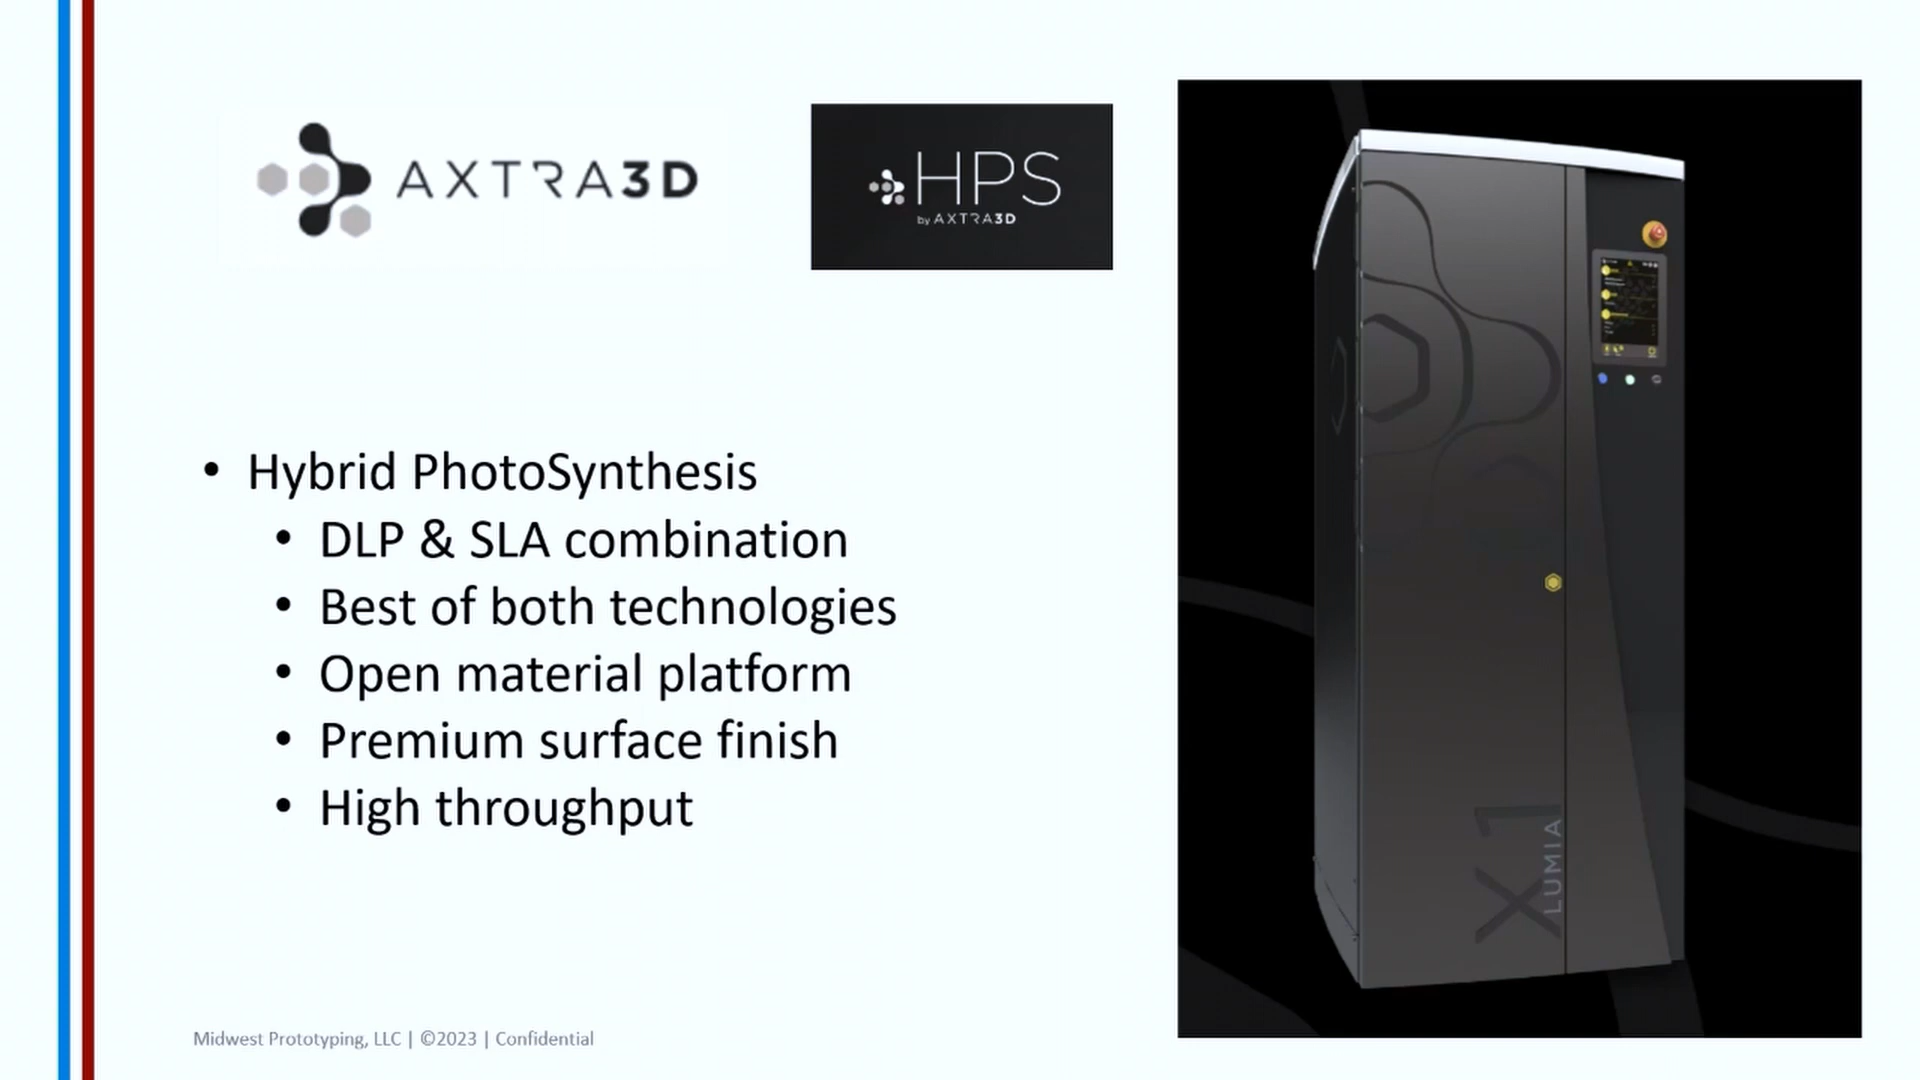 AXTRA3D
HPS
by AXTRA3D
• Hybrid PhotoSynthesis
• DLP & SLA combination
• Best of both technologies
• Open material platform
• Premium surface finish
• High throughput
X1
LUMIA
Midwest Prototyping, LLC | ©2023 | Confidential